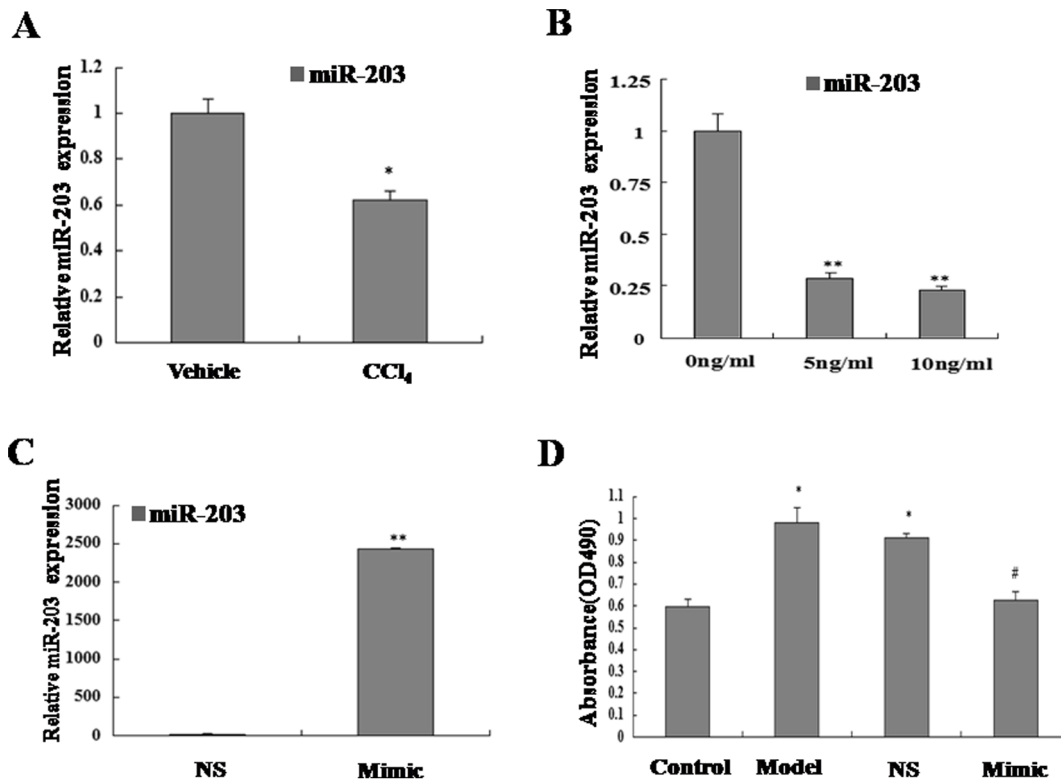 A
Relative miR-203 expression
miR-203
1.2
1
0.8
0.6
0.4
0.2
0
*
Vehicle
CCl₄
B
Relative miR-203 expression
miR-203
1.25
1
0.75
0.5
0.25
0
**
**
0ng/ml
5ng/ml
10ng/ml
C
Relative miR-203 expression
miR-203
3000
2500
2000
1500
1000
500
0
**
NS
Mimic
D
Absorbance(OD490)
1.1
1
0.9
0.8
0.7
0.6
0.5
0.4
0.3
0.2
0.1
0
*
*
#
Control
Model
NS
Mimic